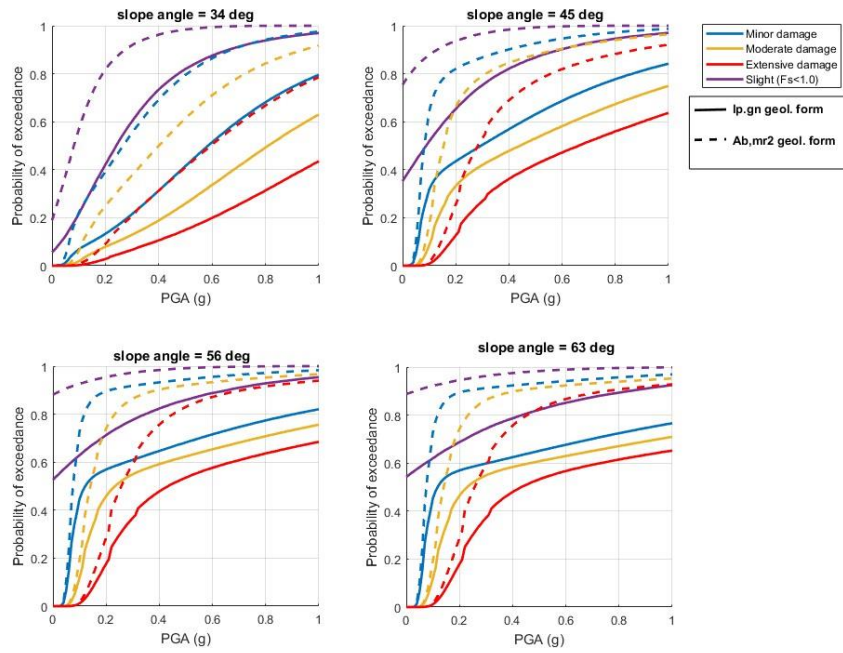 slope angle = 34 deg
1
0.8
0.6
0.4
0.2
0
Probability of exceedance
0 0.2 0.4 0.6 0.8 1
PGA (g)
slope angle = 45 deg
1
0.8
0.6
0.4
0.2
0
Probability of exceedance
0 0.2 0.4 0.6 0.8 1
PGA (g)
Minor damage
Moderate damage
Extensive damage
Slight (Fs<1.0)
Ip.gn geol. form
Ab,mr2 geol. form
slope angle = 56 deg
1
0.8
0.6
0.4
0.2
0
Probability of exceedance
0 0.2 0.4 0.6 0.8 1
PGA (g)
slope angle = 63 deg
1
0.8
0.6
0.4
0.2
0
Probability of exceedance
0 0.2 0.4 0.6 0.8 1
PGA (g)